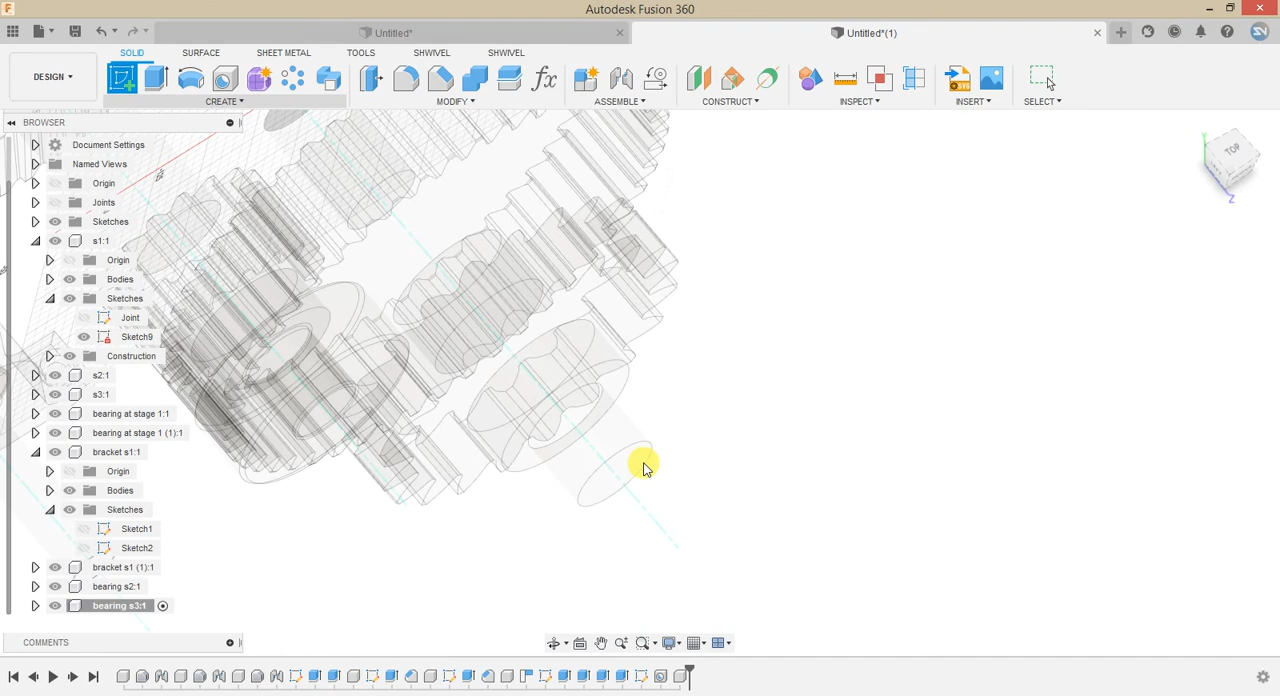 Autodesk Fusion 360
Untitled*
Untitled*(1)
SV
SOLID
SURFACE
SHEET METAL
TOOLS
SHWIVEL
SHWIVEL
DESIGN
CREATE
MODIFY
ASSEMBLE
CONSTRUCT
INSPECT
INSERT
SELECT
BROWSER
Document Settings
Named Views
Origin
Joints
Sketches
s1:1
Origin
Bodies
Sketches
Joint
Sketch9
Construction
s2:1
s3:1
bearing at stage 1:1
bearing at stage 1 (1):1
bracket s1:1
Origin
Bodies
Sketches
Sketch1
Sketch2
bracket s1 (1):1
bearing s2:1
bearing s3:1
COMMENTS
TOP
Y
Z